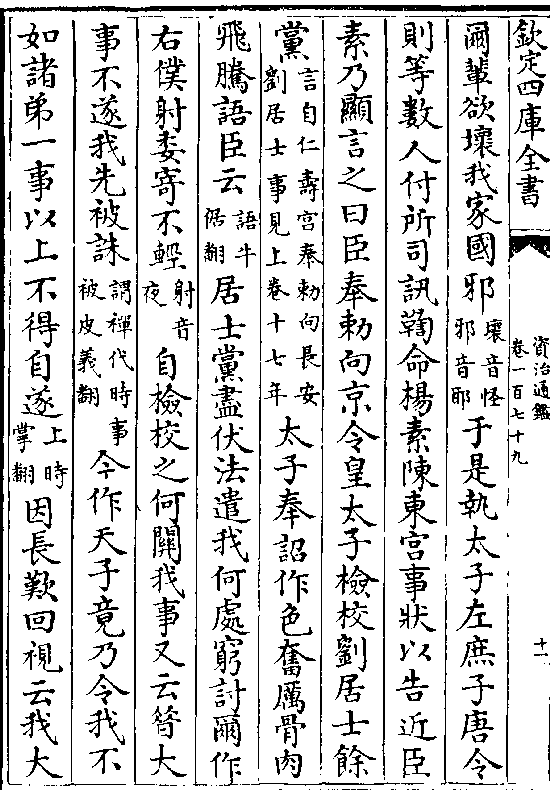 欽定四庫全書
資治通鑑
卷一百七十九
十一
爾輩欲壞我家國邪壞音怪邪音耶于是執太子左庶子唐令
則等數人付所司訊鞫命楊素陳東宮事狀以告近臣
素乃顯言之曰臣奉勅向京令皇太子檢校劉居士餘
黨言自仁壽宮奉勅向長安劉居士事見上卷十七年太子奉詔作色奮厲骨肉
飛騰語臣云語牛倨翻居士黨盡伏法遣我何處窮討爾作
右僕射委寄不輕射音夜自檢校之何關我事又云昝大
事不遂我先被誅謂禪代時事被皮義翻今作天子竟乃令我不
如諸弟一事以上不得自遂上時掌翻因長歎回視云我大